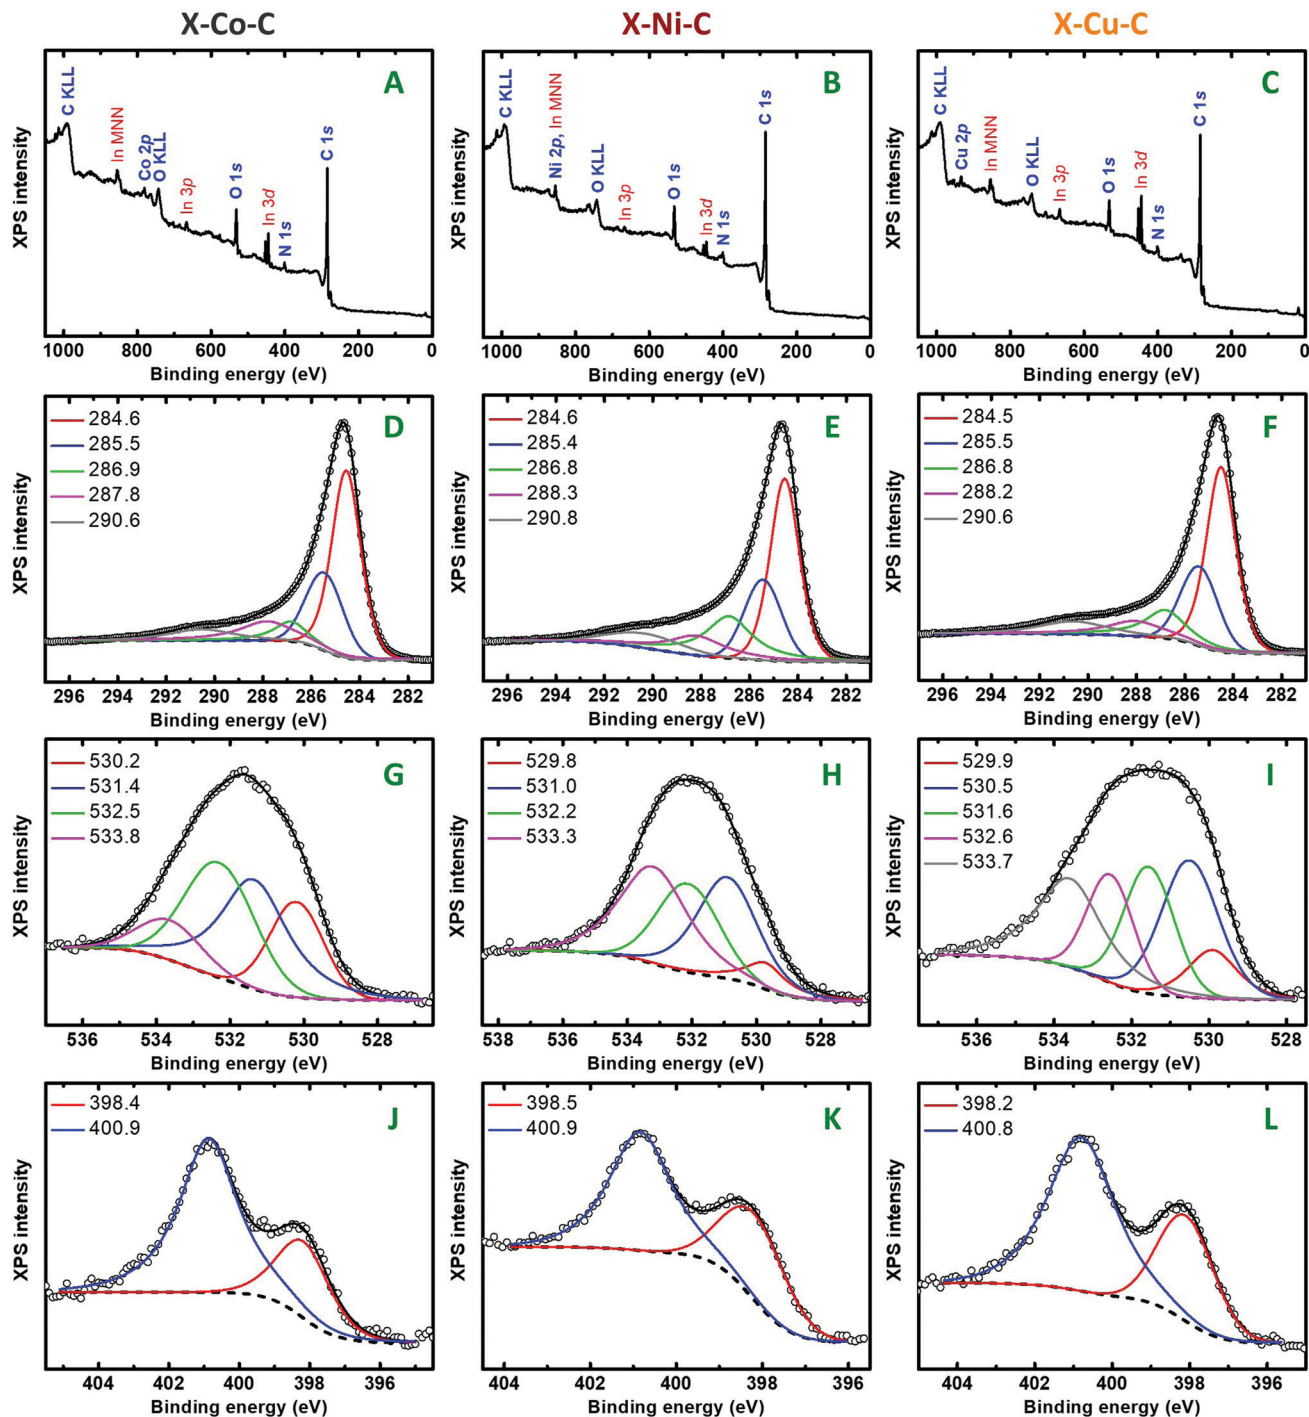 X-Co-C
X-Ni-C
X-Cu-C
XPS intensity
C KLL
In MNN
Co 2p
O KLL
In 3p
O 1s
In 3d
N 1s
C 1s
A
1000 800 600 400 200 0
Binding energy (eV)
XPS intensity
C KLL
Ni 2p, In MNN
O KLL
In 3p
O 1s
In 3d
N 1s
C 1s
B
1000 800 600 400 200 0
Binding energy (eV)
XPS intensity
C KLL
Cu 2p
In MNN
O KLL
In 3p
O 1s
In 3d
N 1s
C 1s
C
1000 800 600 400 200 0
Binding energy (eV)
XPS intensity
284.6
285.5
286.9
287.8
290.6
D
296 294 292 290 288 286 284 282
Binding energy (eV)
XPS intensity
284.6
285.4
286.8
288.3
290.8
E
296 294 292 290 288 286 284 282
Binding energy (eV)
XPS intensity
284.5
285.5
286.8
288.2
290.6
F
296 294 292 290 288 286 284 282
Binding energy (eV)
XPS intensity
530.2
531.4
532.5
533.8
G
536 534 532 530 528
Binding energy (eV)
XPS intensity
529.8
531.0
532.2
533.3
H
538 536 534 532 530 528
Binding energy (eV)
XPS intensity
529.9
530.5
531.6
532.6
533.7
I
536 534 532 530 528
Binding energy (eV)
XPS intensity
398.4
400.9
J
404 402 400 398 396
Binding energy (eV)
XPS intensity
398.5
400.9
K
404 402 400 398 396
Binding energy (eV)
XPS intensity
398.2
400.8
L
404 402 400 398 396
Binding energy (eV)